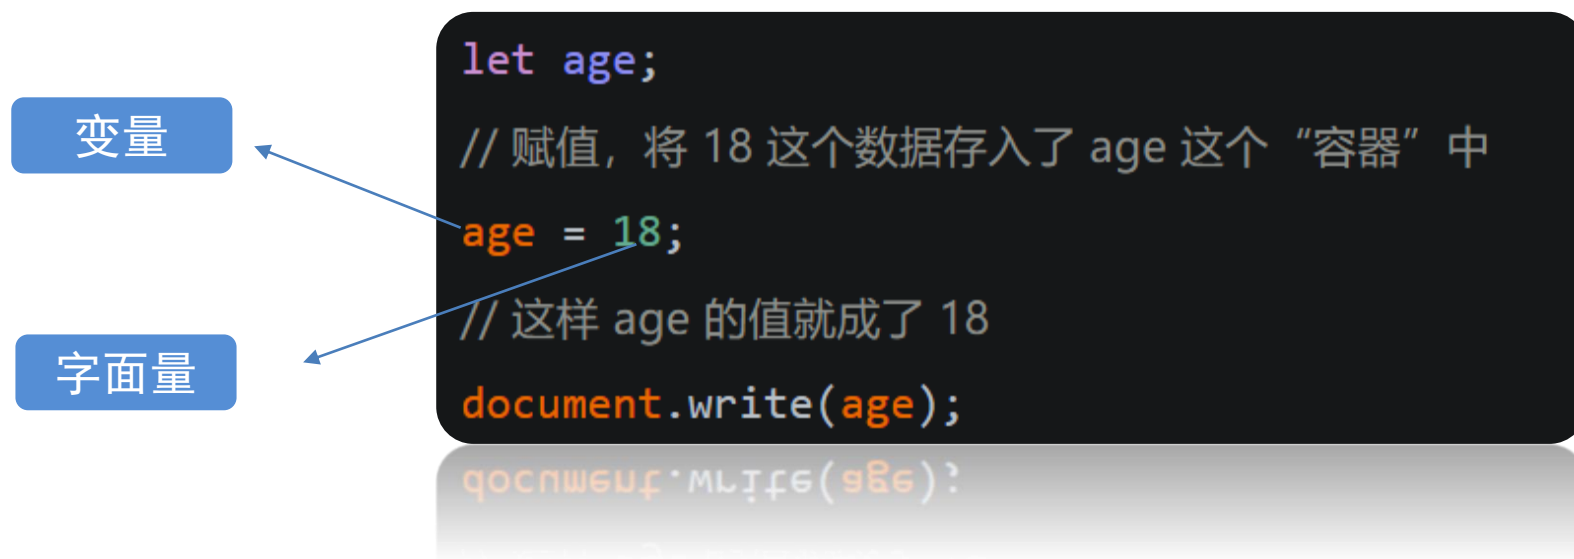 let age;
变量
// 赋值，将 18 这个数据存入了 age 这个“容器”中
age = 18;
// 这样 age 的值就成了 18
字面量
document.write(age);